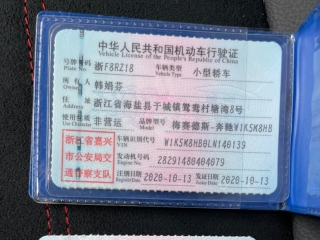 中华人民共和国机动车行驶证
Vehicle License of the People's Republic of China
号牌号码 浙F8RZ18 车辆类型 小型轿车
Plate No. Vehicle Type
所有人 韩娟芬
Owner
住址 浙江省海盐县于城镇鸳鸯村塘湾8号
Address
使用性质 非营运 品牌型号 梅赛德斯-奔驰W1K5K8HB
Use Character Model
浙江省嘉兴 车辆识别代号 W1K5K8HB0LN140139
VIN
市公安局交 发动机号码 28291480404079
Engine No.
通警察支队 注册日期 2020-10-13 发证日期 2020-10-13
Register Date Issue Date